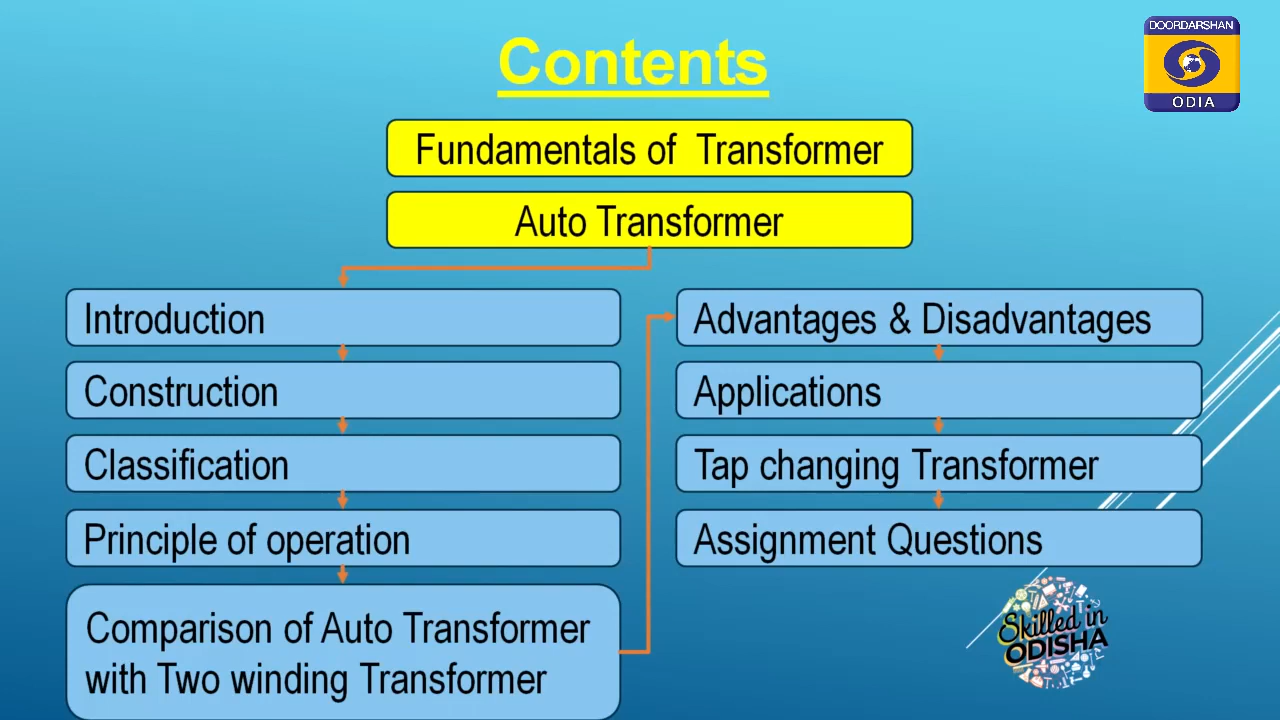 Contents
DOORDARSHAN
ODIA
Fundamentals of Transformer
Auto Transformer
Introduction
Construction
Classification
Principle of operation
Comparison of Auto Transformer
with Two winding Transformer
Advantages & Disadvantages
Applications
Tap changing Transformer
Assignment Questions
Skilled in
ODISHA